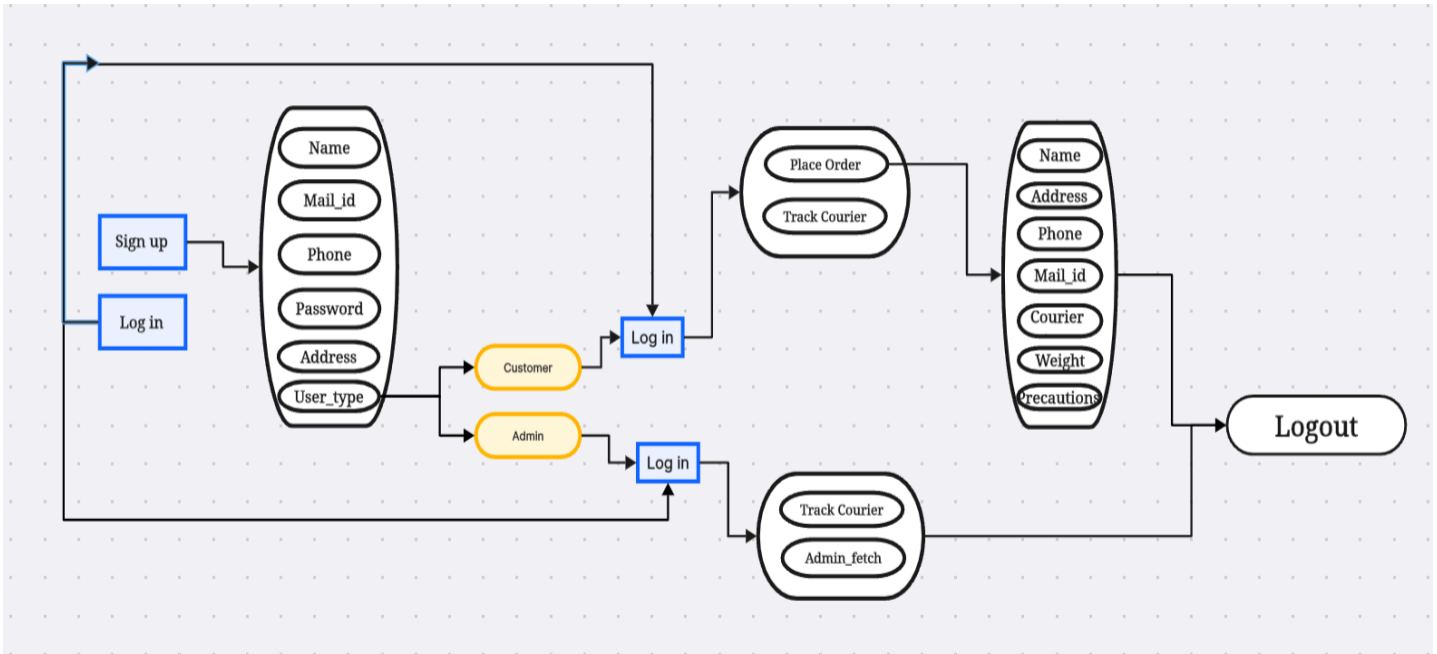 Sign up
Log in
Name
Mail_id
Phone
Password
Address
User_type
Customer
Admin
Log in
Log in
Place Order
Track Courier
Track Courier
Admin_fetch
Name
Address
Phone
Mail_id
Courier
Weight
Precautions
Logout